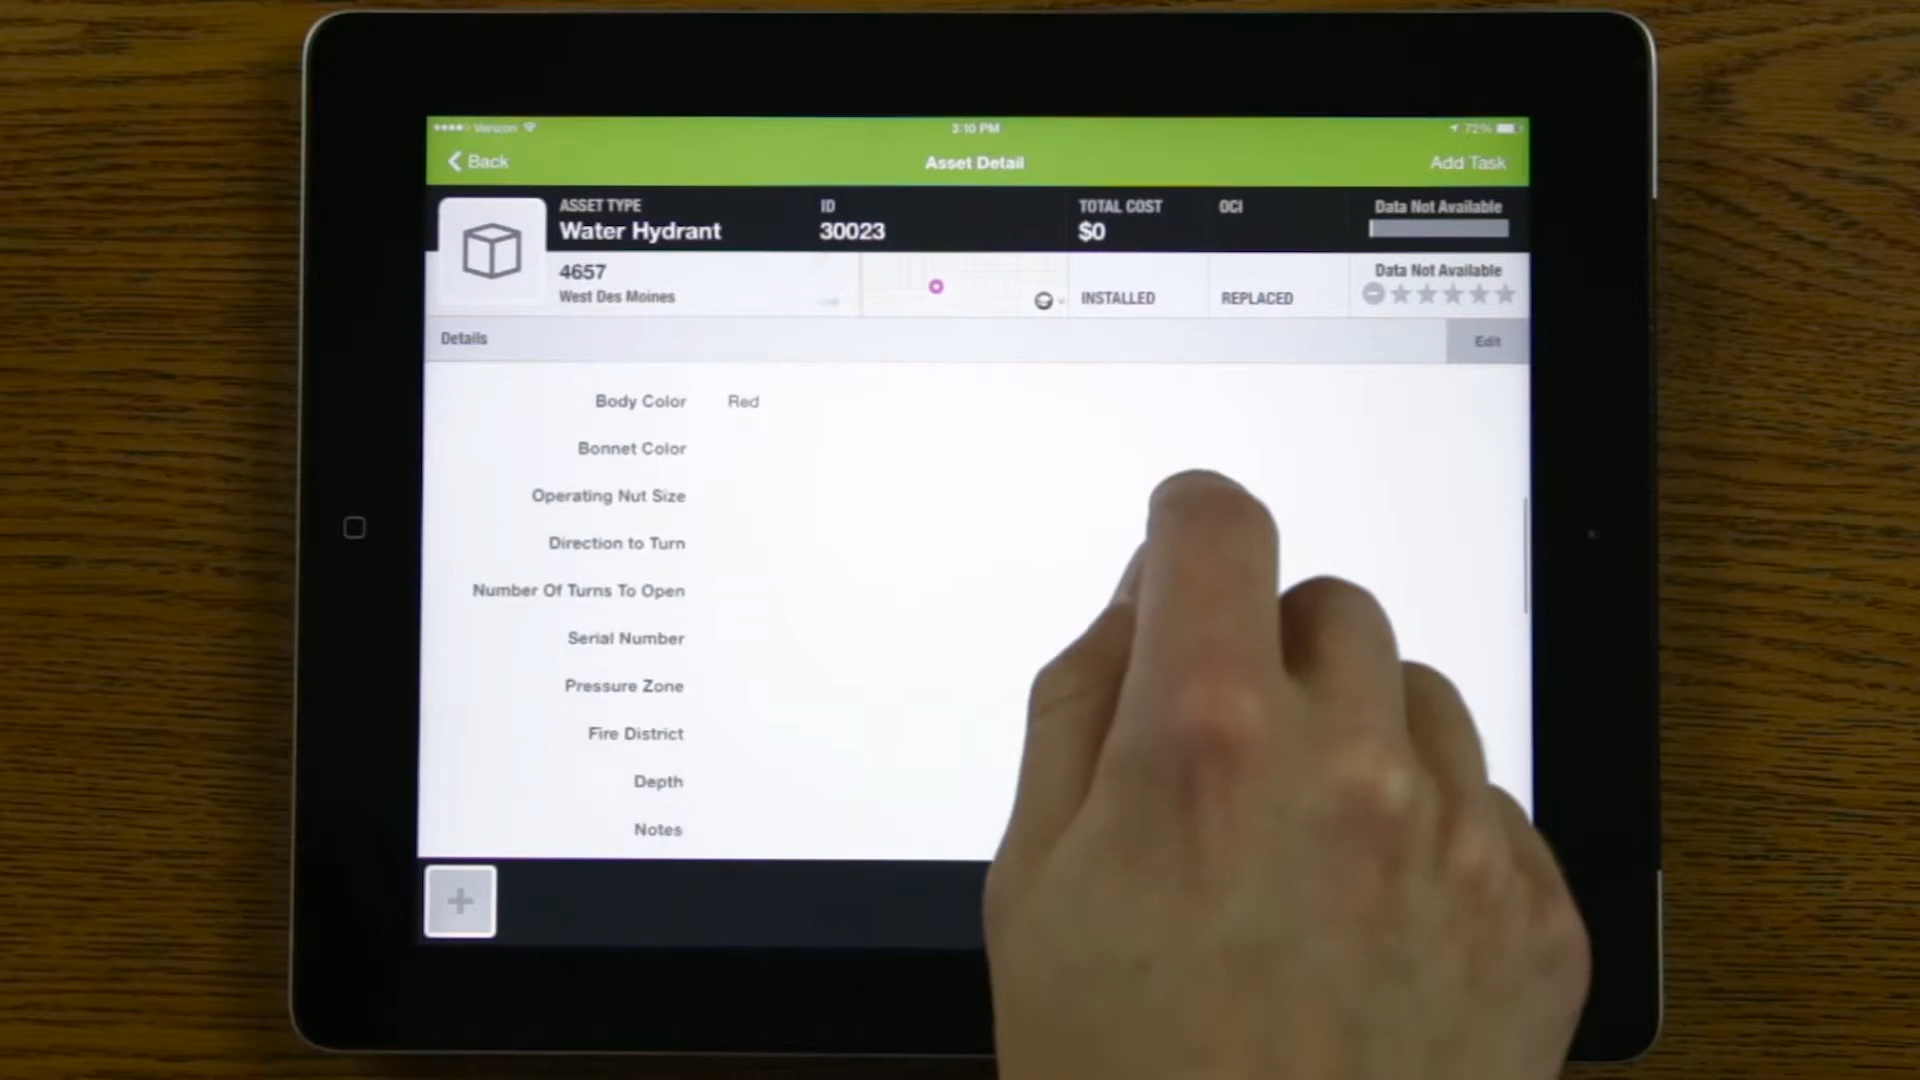 Verizon 3:10 PM 72%
Back Asset Detail Add Task
ASSET TYPE ID TOTAL COST OCI Data Not Available
Water Hydrant 30023 $0
4657 Data Not Available
West Des Moines INSTALLED REPLACED
Details Edit
Body Color Red
Bonnet Color
Operating Nut Size
Direction to Turn
Number Of Turns To Open
Serial Number
Pressure Zone
Fire District
Depth
Notes